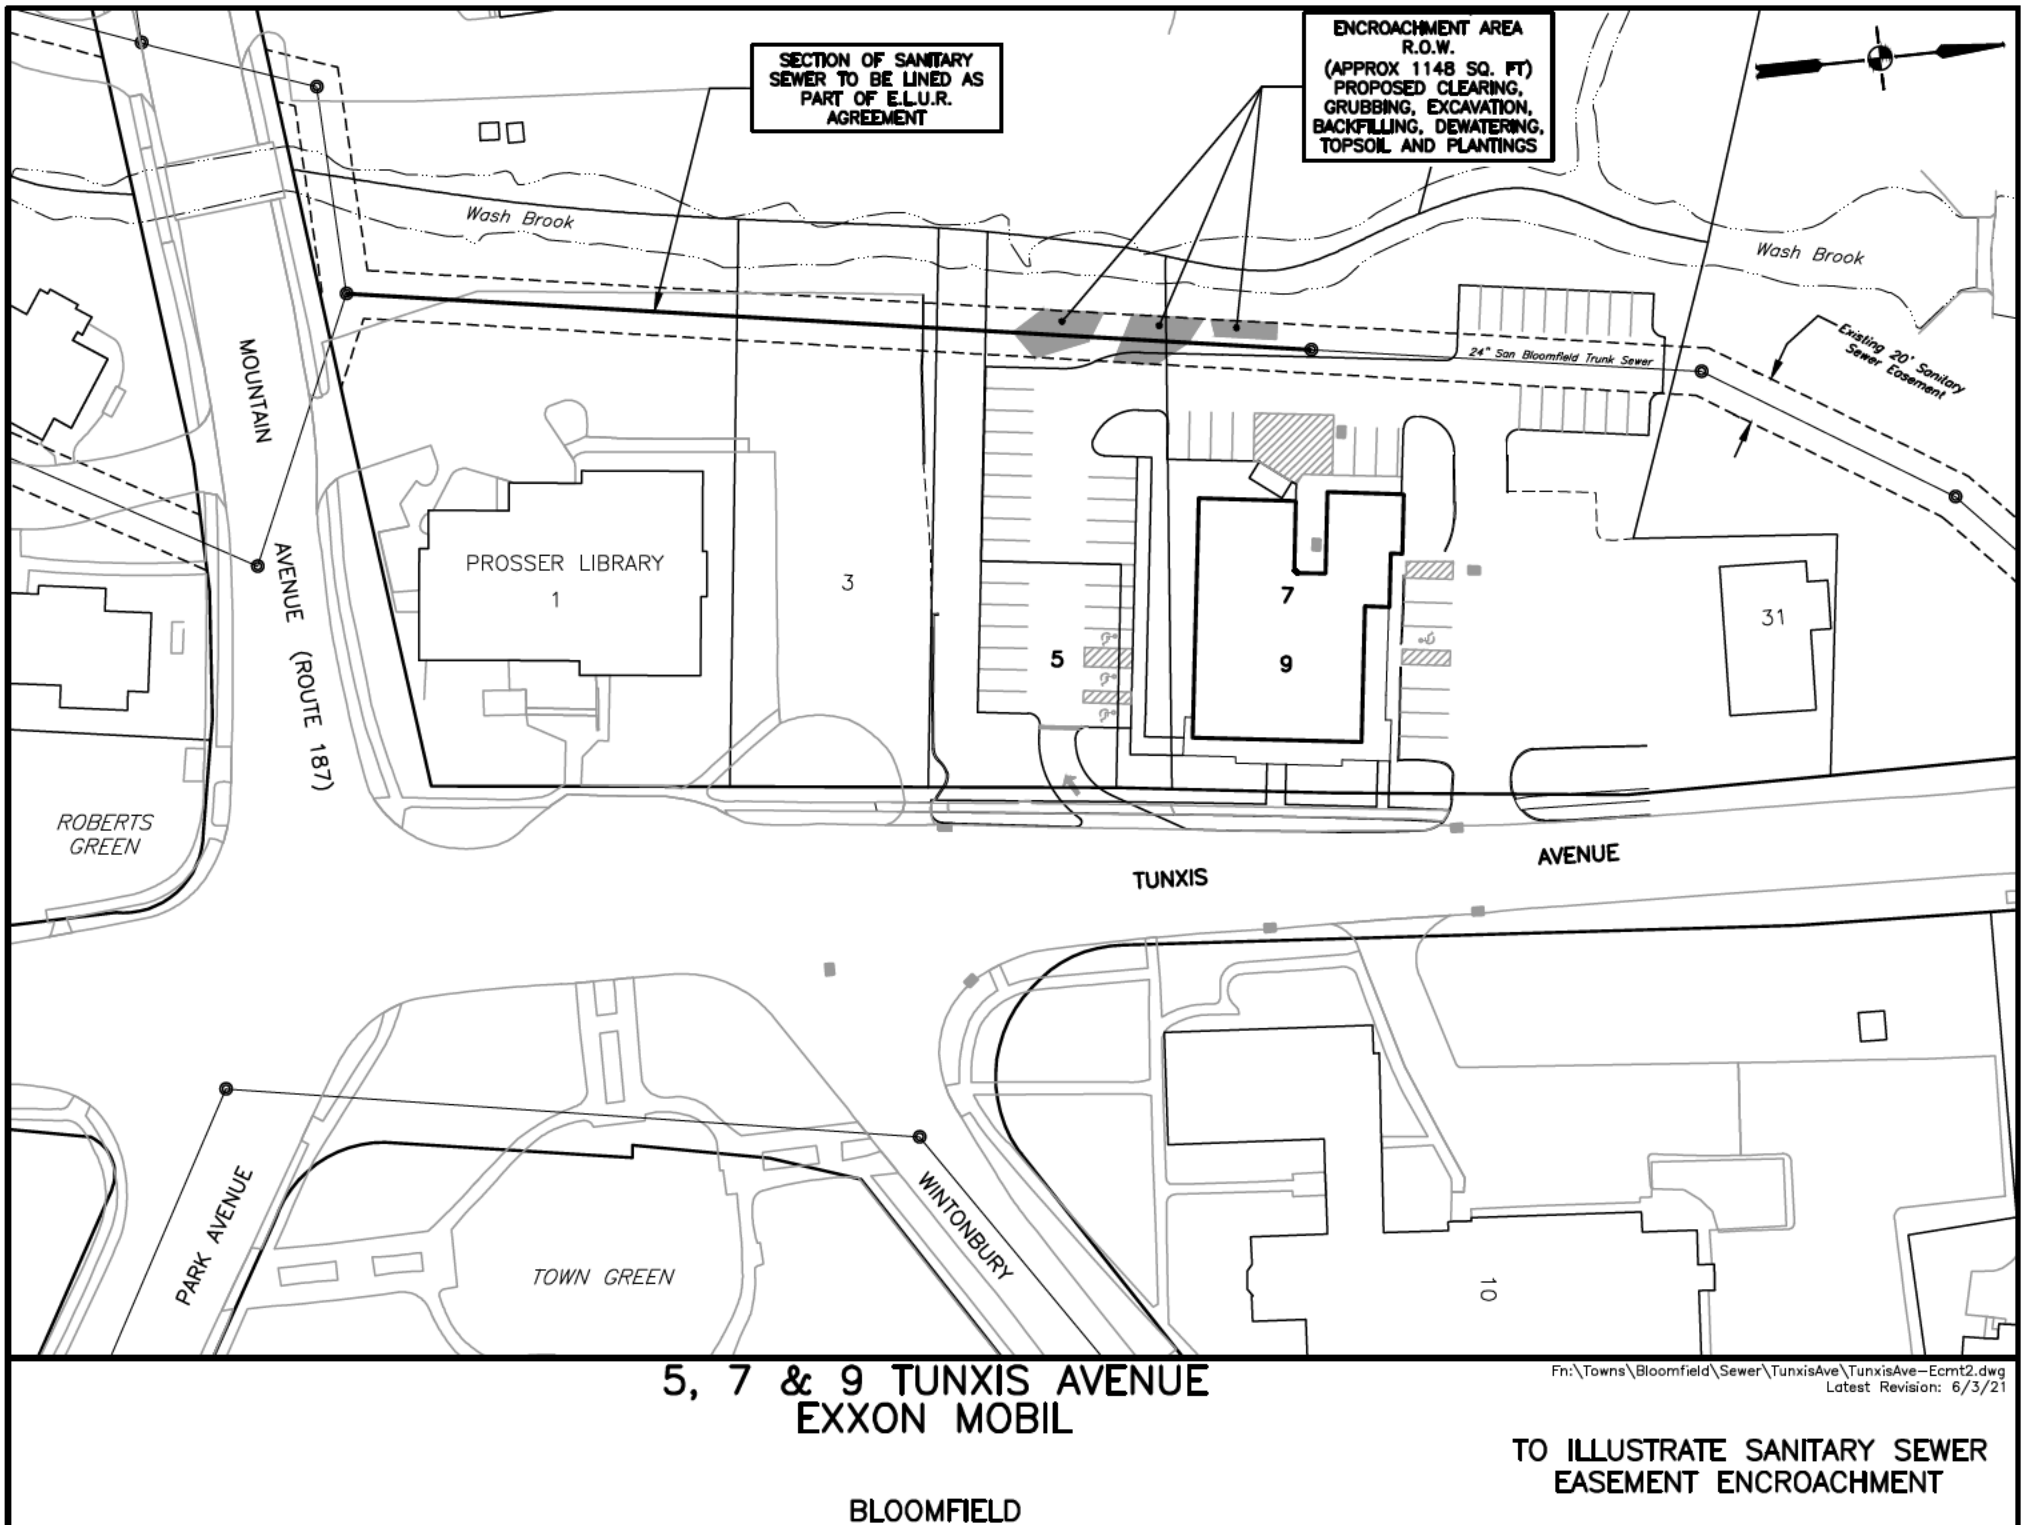 SECTION OF SANITARY
SEWER TO BE LINED AS
PART OF E.L.U.R.
AGREEMENT
ENCROACHMENT AREA
R.O.W.
(APPROX 1148 SQ. FT)
PROPOSED CLEARING,
GRUBBING, EXCAVATION,
BACKFILLING, DEWATERING,
TOPSOIL AND PLANTINGS
Wash Brook
Wash Brook
24" San Bloomfield Trunk Sewer
Existing 20' Sanitary
Sewer Easement
MOUNTAIN
AVENUE (ROUTE 187)
PROSSER LIBRARY
1
3
5
7
9
31
ROBERTS
GREEN
TUNXIS
AVENUE
PARK AVENUE
TOWN GREEN
WINTONBURY
10
5, 7 & 9 TUNXIS AVENUE
EXXON MOBIL
BLOOMFIELD
Fn:\Towns\Bloomfield\Sewer\TunxisAve\TunxisAve-Ecmt2.dwg
Latest Revision: 6/3/21
TO ILLUSTRATE SANITARY SEWER
EASEMENT ENCROACHMENT